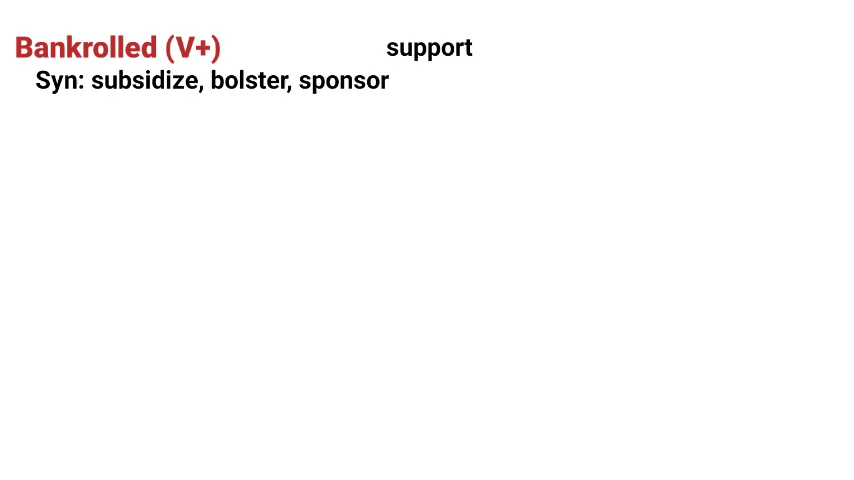 Bankrolled (V+) support
Syn: subsidize, bolster, sponsor